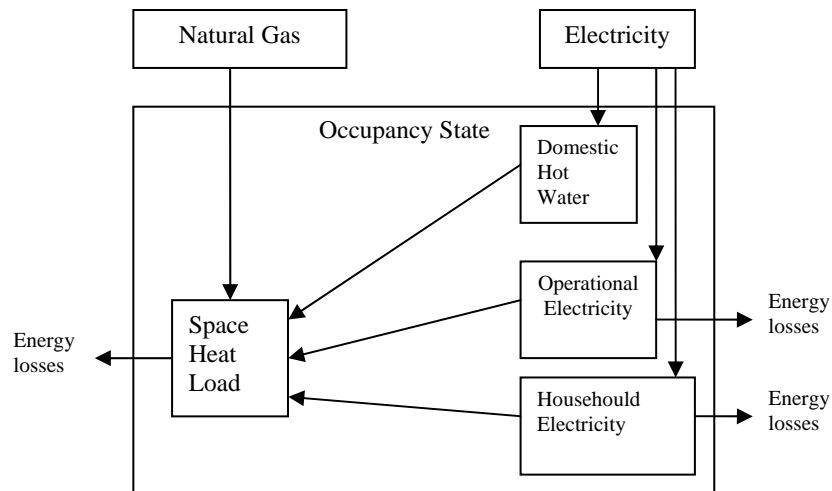 Natural Gas
Electricity
Occupancy State
Domestic
Hot
Water
Operational
Electricity
Energy
losses
Space
Heat
Load
Energy
losses
Househould
Electricity
Energy
losses